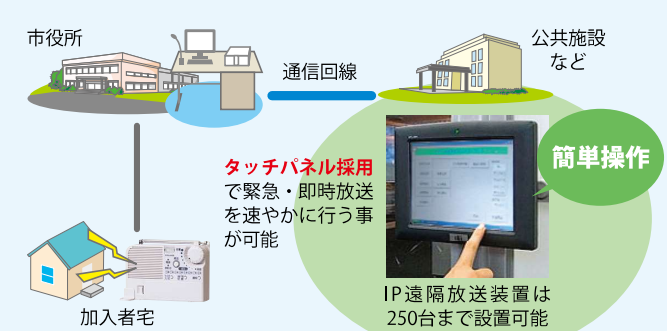 市役所
通信回線
公共施設
など
タッチパネル採用
で緊急・即時放送
を速やかに行う事
が可能
簡単操作
加入者宅
IP遠隔放送装置は
250台まで設置可能